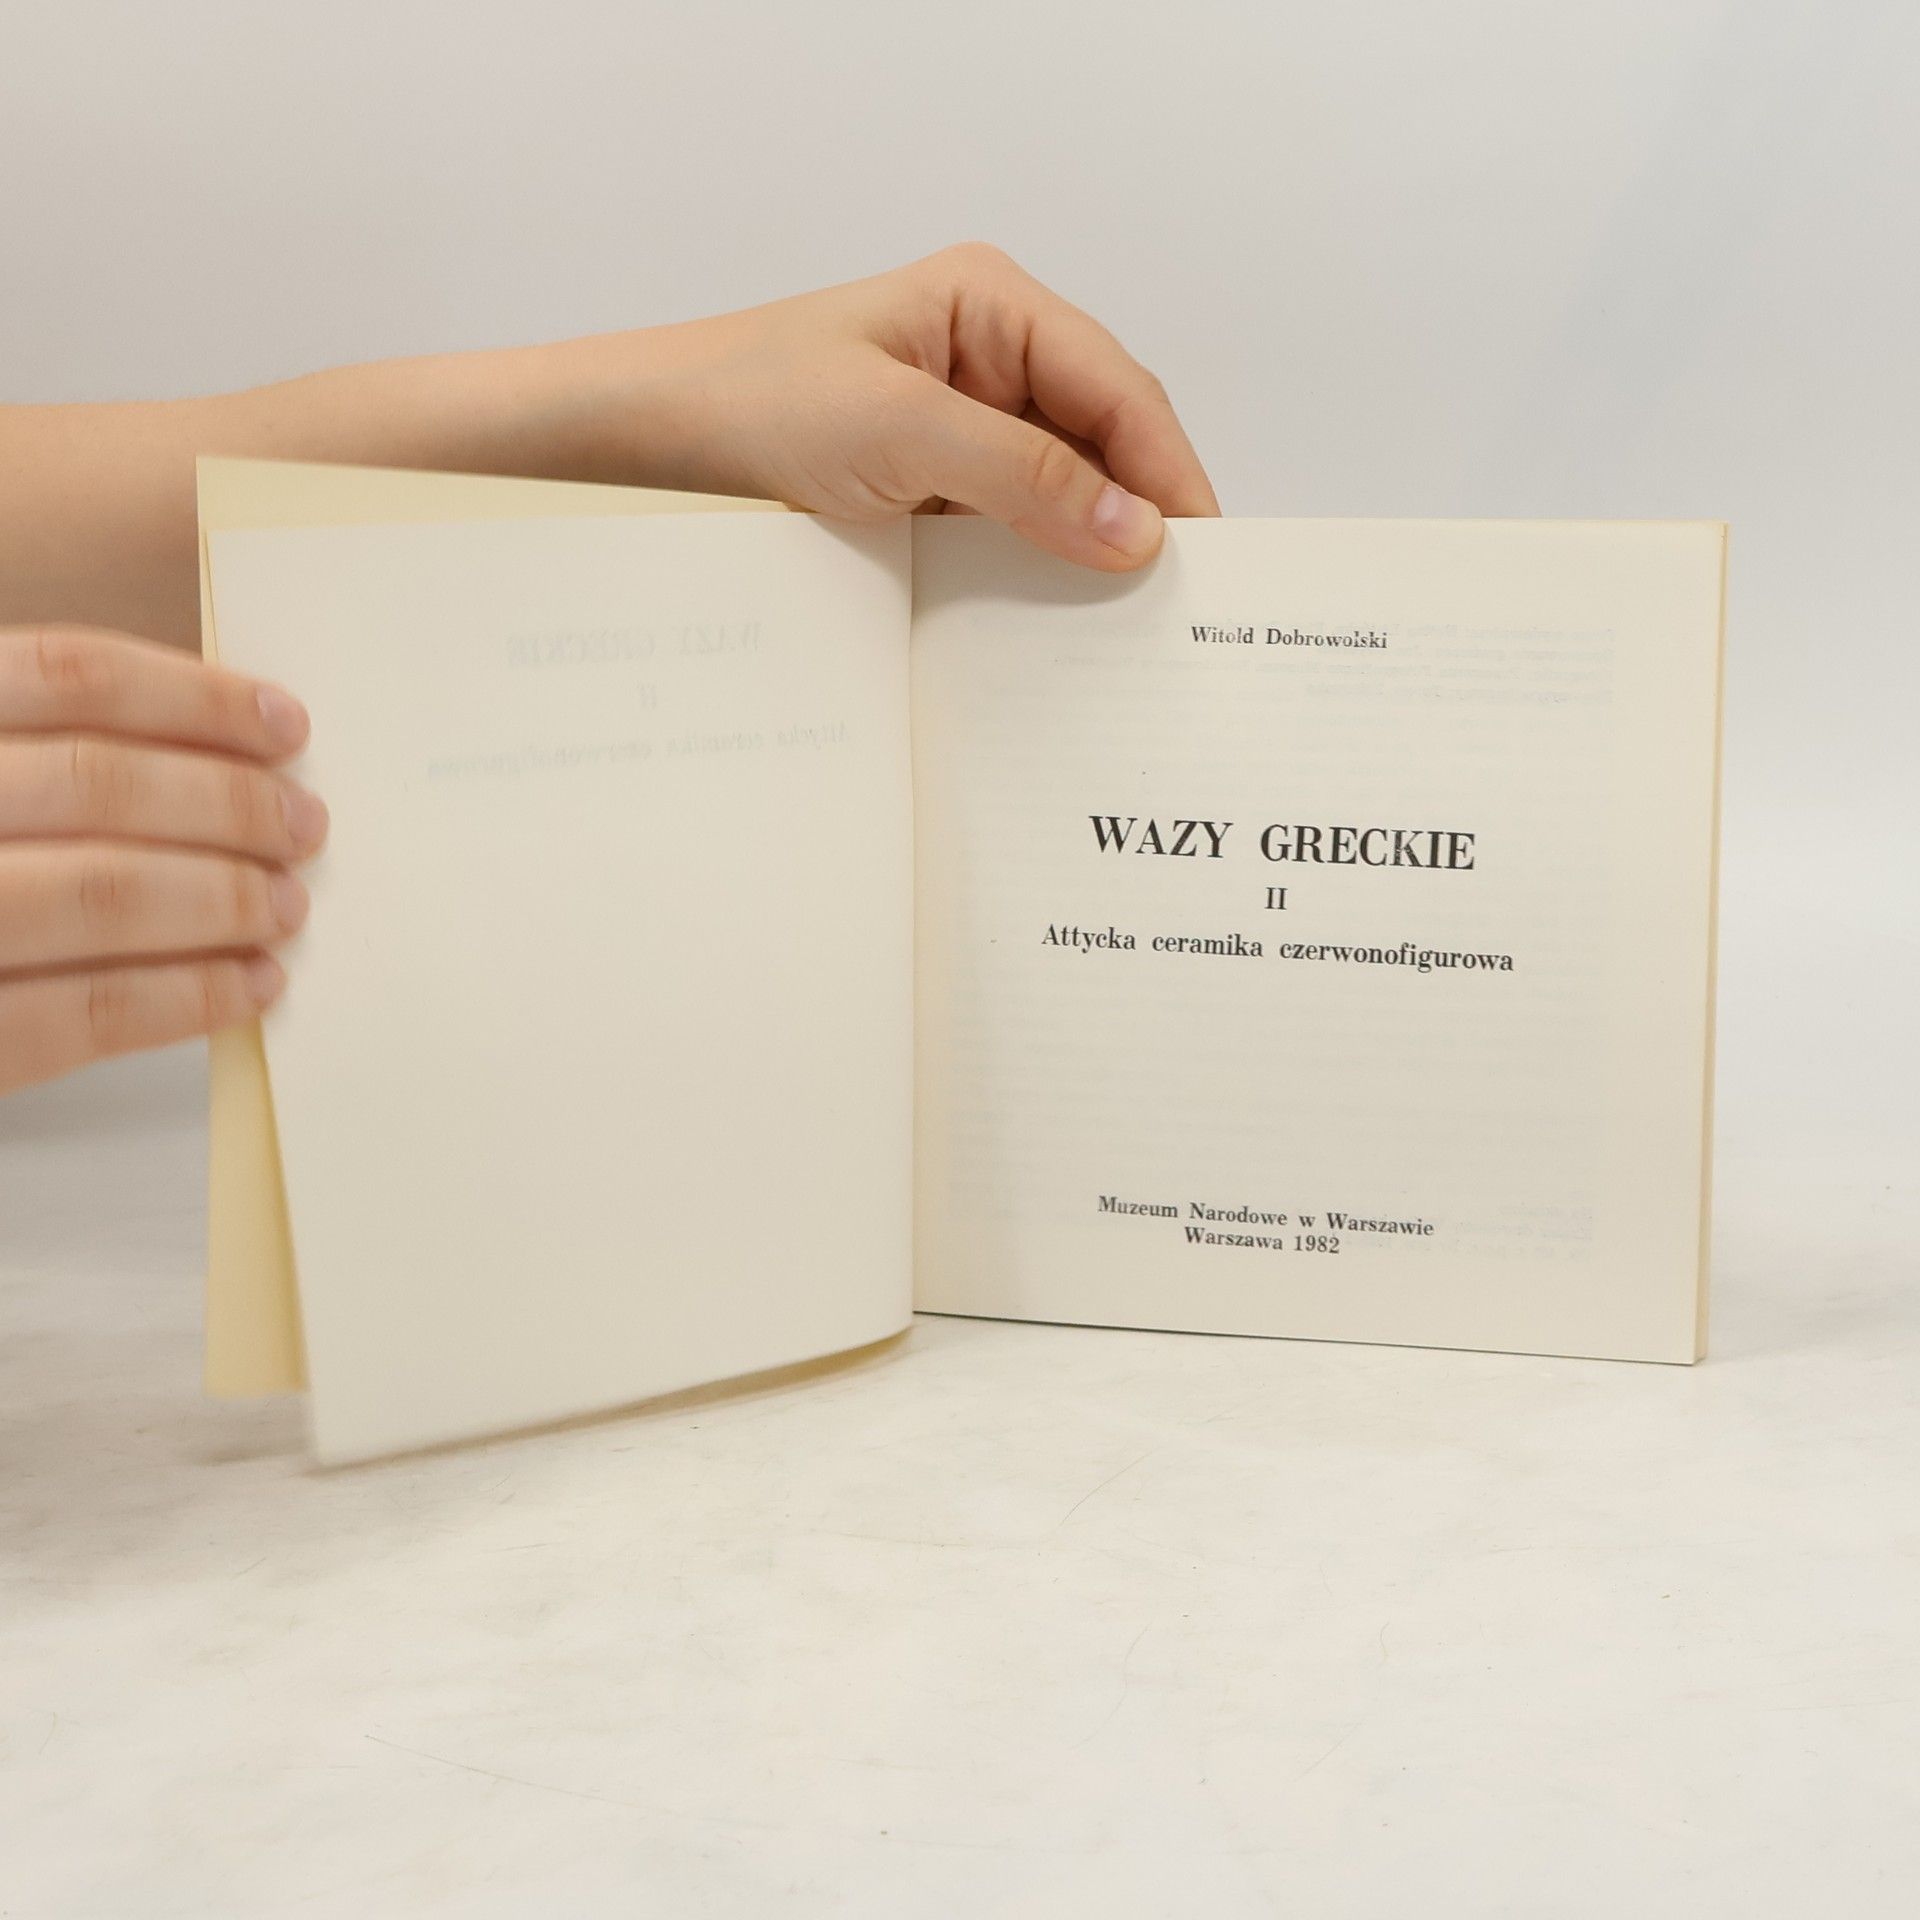 Witold Dobrowolski
WAZY GRECKIE
II
Attycka ceramika czerwonofigurowa
Muzeum Narodowe w Warszawie
Warszawa 1982